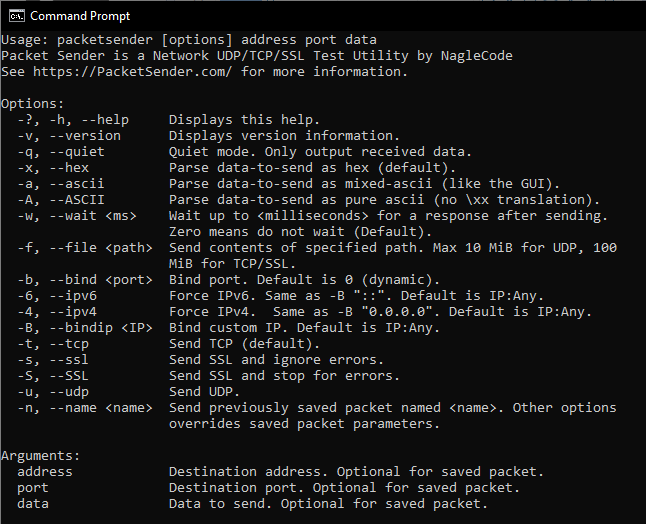 Command Prompt
Usage: packetsender [options] address port data
Packet Sender is a Network UDP/TCP/SSL Test Utility by NagleCode
See https://PacketSender.com/ for more information.
Options:
-?, -h, --help Displays this help.
-v, --version Displays version information.
-q, --quiet Quiet mode. Only output received data.
-x, --hex Parse data-to-send as hex (default).
-a, --ascii Parse data-to-send as mixed-ascii (like the GUI).
-A, --ASCII Parse data-to-send as pure ascii (no \xx translation).
-w, --wait <ms> Wait up to <milliseconds> for a response after sending.
Zero means do not wait (Default).
-f, --file <path> Send contents of specified path. Max 10 MiB for UDP, 100
MiB for TCP/SSL.
-b, --bind <port> Bind port. Default is 0 (dynamic).
-6, --ipv6 Force IPv6. Same as -B "::". Default is IP:Any.
-4, --ipv4 Force IPv4.  Same as -B "0.0.0.0". Default is IP:Any.
-B, --bindip <IP> Bind custom IP. Default is IP:Any.
-t, --tcp Send TCP (default).
-s, --ssl Send SSL and ignore errors.
-S, --SSL Send SSL and stop for errors.
-u, --udp Send UDP.
-n, --name <name> Send previously saved packet named <name>. Other options
overrides saved packet parameters.
Arguments:
address Destination address. Optional for saved packet.
port Destination port. Optional for saved packet.
data Data to send. Optional for saved packet.